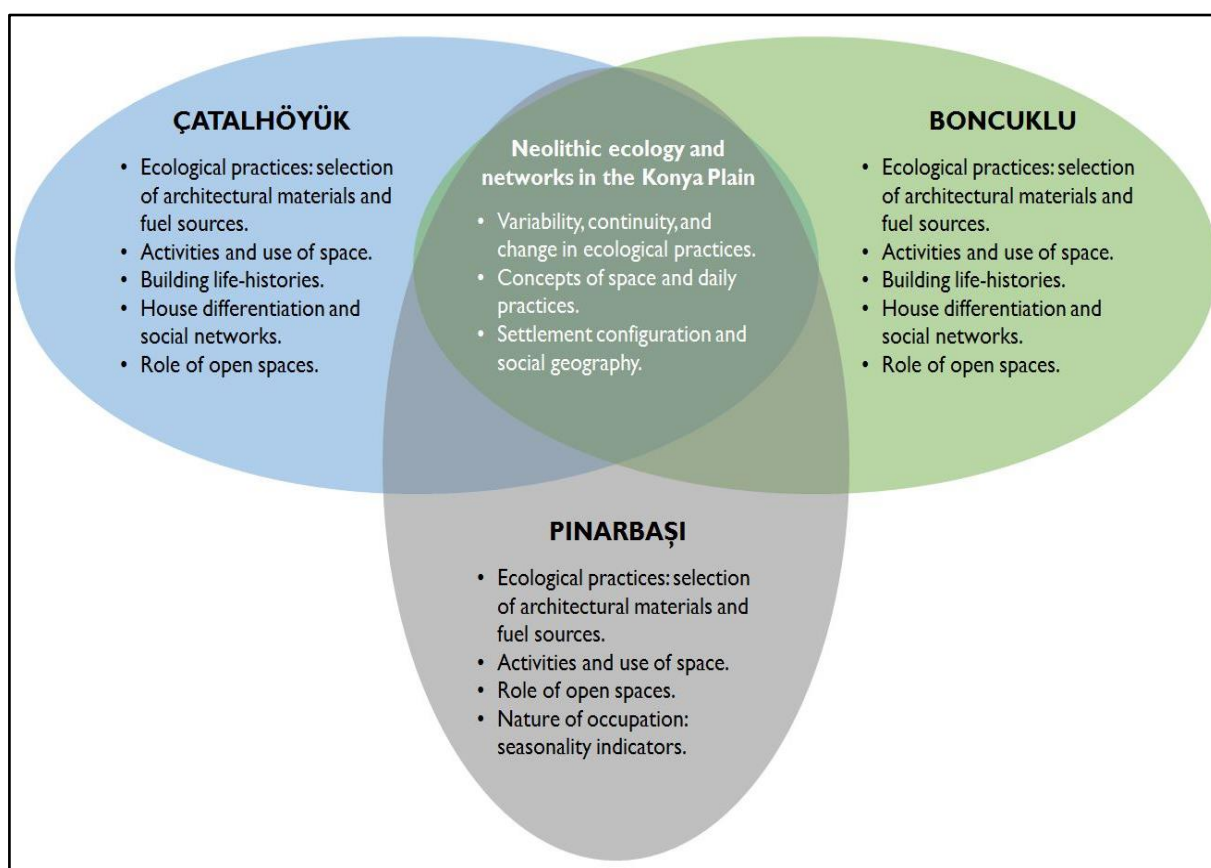 ÇATALHÖYÜK
• Ecological practices: selection
of architectural materials and
fuel sources.
• Activities and use of space.
• Building life-histories.
• House differentiation and
social networks.
• Role of open spaces.
Neolithic ecology and
networks in the Konya Plain
• Variability, continuity, and
change in ecological practices.
• Concepts of space and daily
practices.
• Settlement configuration and
social geography.
BONCUKLU
• Ecological practices: selection
of architectural materials and
fuel sources.
• Activities and use of space.
• Building life-histories.
• House differentiation and
social networks.
• Role of open spaces.
PINARBAŞI
• Ecological practices: selection
of architectural materials and
fuel sources.
• Activities and use of space.
• Role of open spaces.
• Nature of occupation:
seasonality indicators.